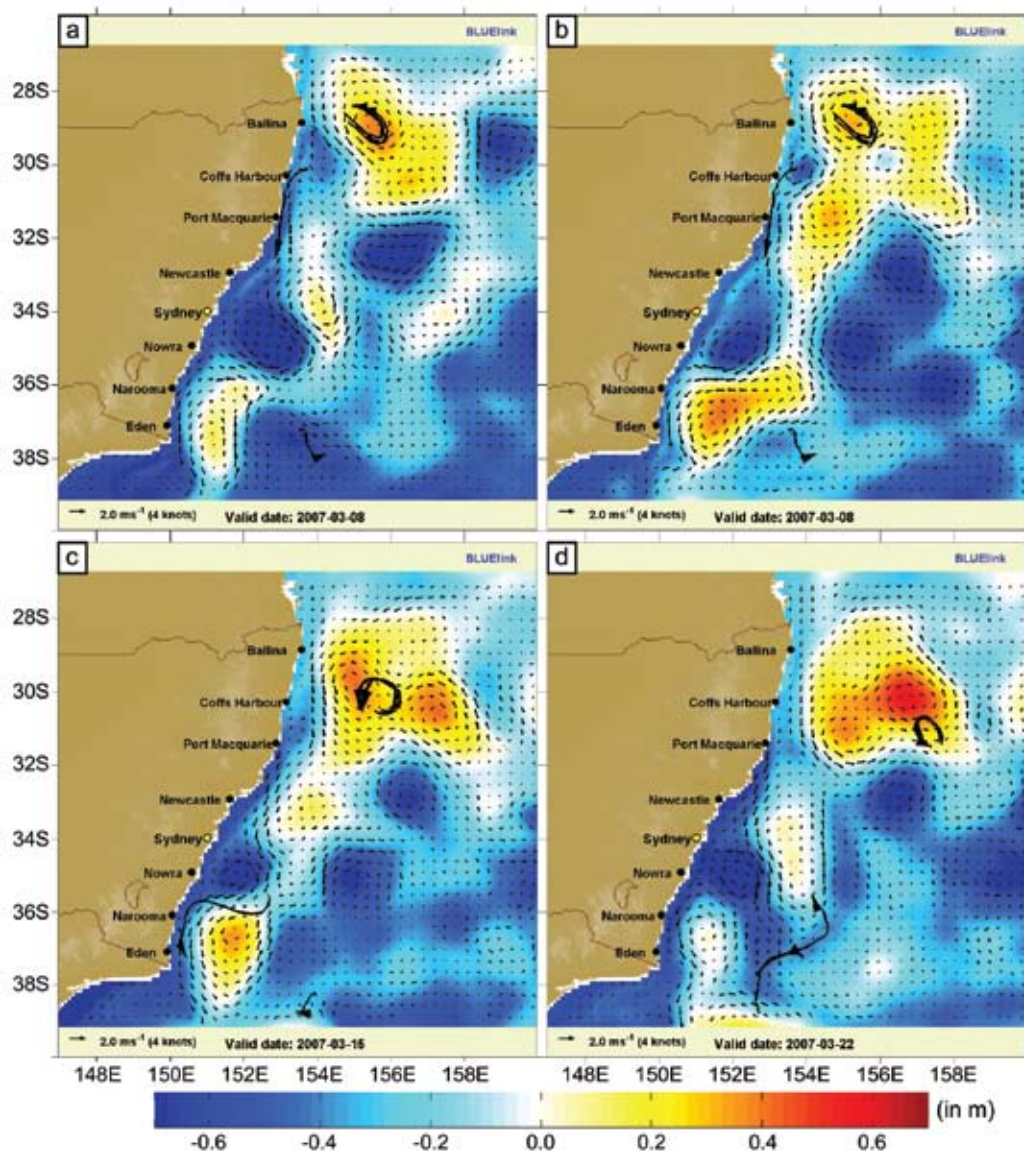 a
BLUElink
b
BLUElink
28S
Ballina
Ballina
30S
Coffs Harbour
Coffs Harbour
Port Macquarie
Port Macquarie
32S
Newcastle
Newcastle
34S
Sydney
Sydney
Nowra
Nowra
36S
Narooma
Narooma
Eden
Eden
38S
2.0 ms⁻¹ (4 knots) Valid date: 2007-03-08
2.0 ms⁻¹ (4 knots) Valid date: 2007-03-08
c
BLUElink
d
BLUElink
28S
Ballina
Ballina
30S
Coffs Harbour
Coffs Harbour
Port Macquarie
Port Macquarie
32S
Newcastle
Newcastle
34S
Sydney
Sydney
Nowra
Nowra
36S
Narooma
Narooma
Eden
Eden
38S
2.0 ms⁻¹ (4 knots) Valid date: 2007-03-15
2.0 ms⁻¹ (4 knots) Valid date: 2007-03-22
148E 150E 152E 154E 156E 158E 148E 150E 152E 154E 156E 158E
(in m)
-0.6 -0.4 -0.2 0.0 0.2 0.4 0.6